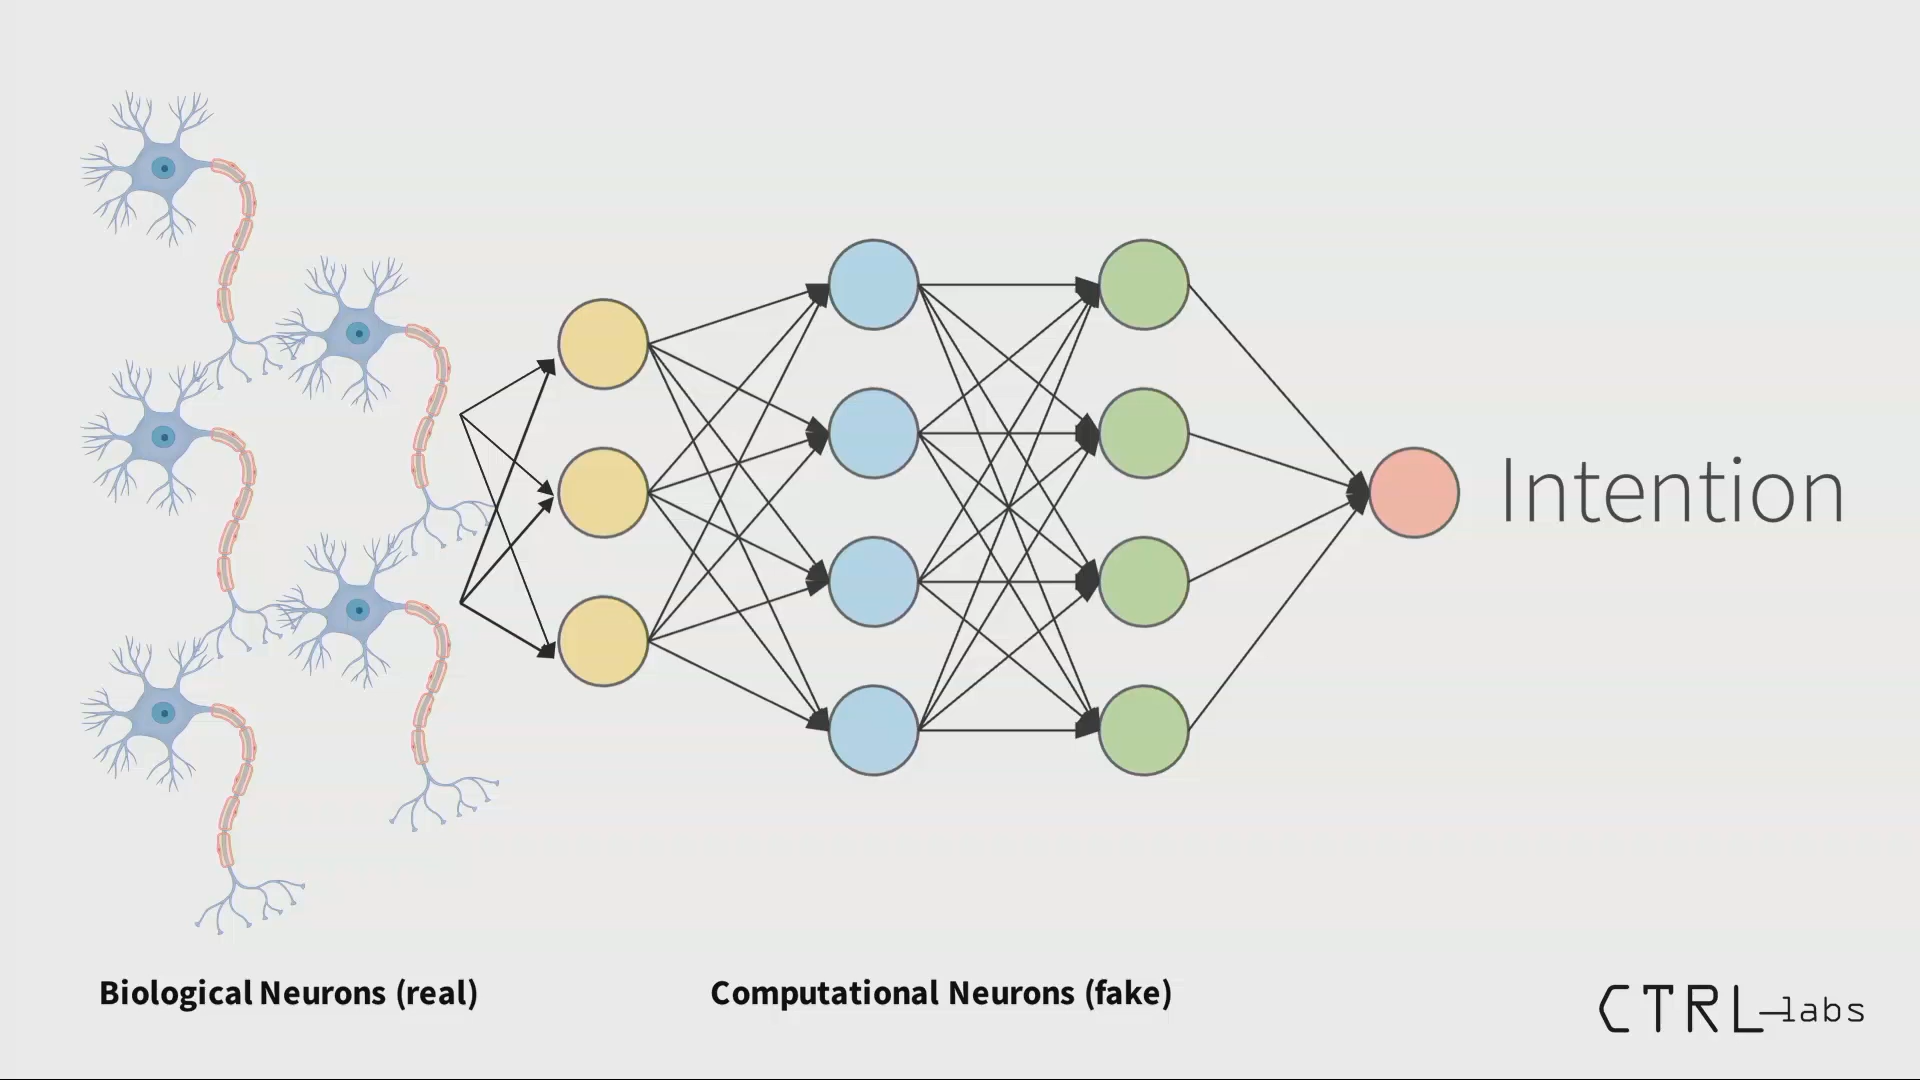 Intention
Biological Neurons (real)
Computational Neurons (fake)
CTRL-labs